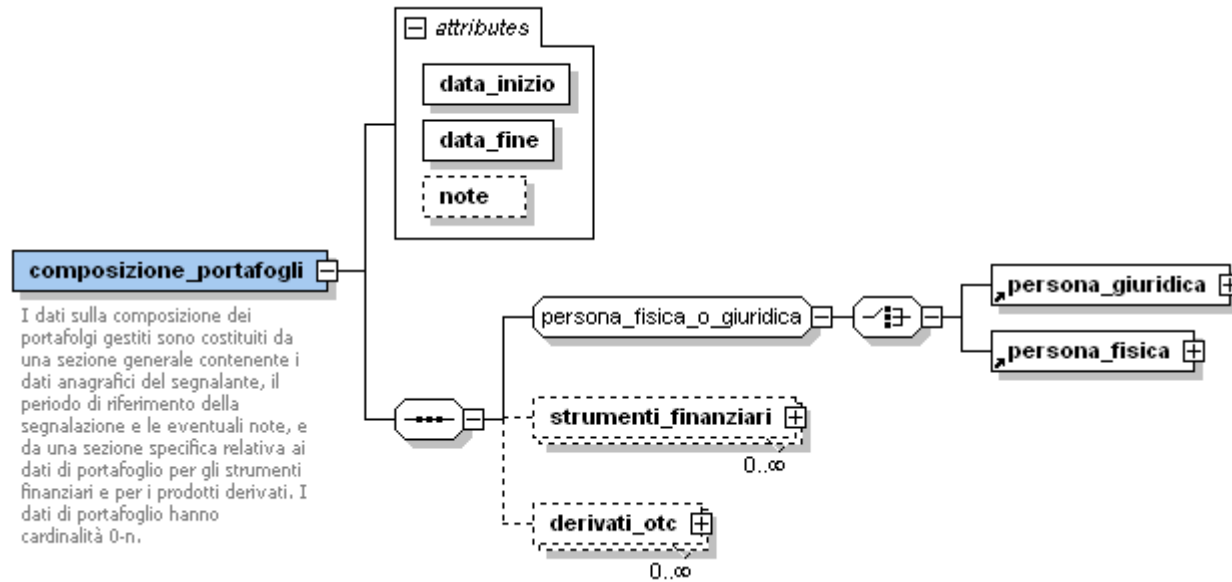 attributes
data_inizio
data_fine
note
composizione_portafogli
I dati sulla composizione dei
portafolgi gestiti sono costituiti da
una sezione generale contenente i
dati anagrafici del segnalante, il
periodo di riferimento della
segnalazione e le eventuali note, e
da una sezione specifica relativa ai
dati di portafoglio per gli strumenti
finanziari e per i prodotti derivati. I
dati di portafoglio hanno
cardinalità 0-n.
persona_fisica_o_giuridica
persona_giuridica
persona_fisica
strumenti_finanziari
0..∞
derivati_otc
0..∞